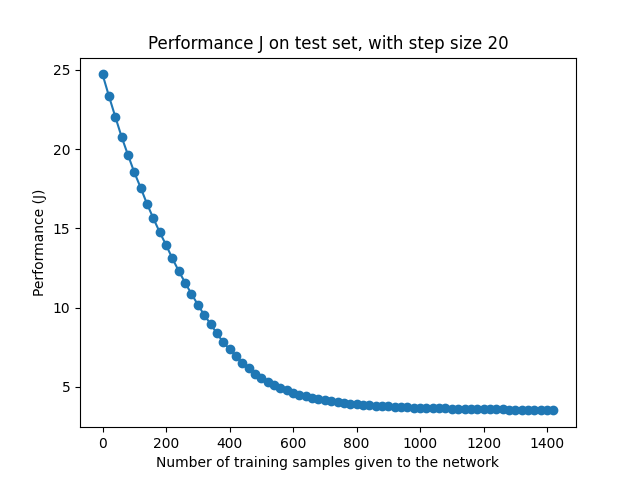 Performance J on test set, with step size 20
25
20
15
10
5
Performance (J)
0 200 400 600 800 1000 1200 1400
Number of training samples given to the network